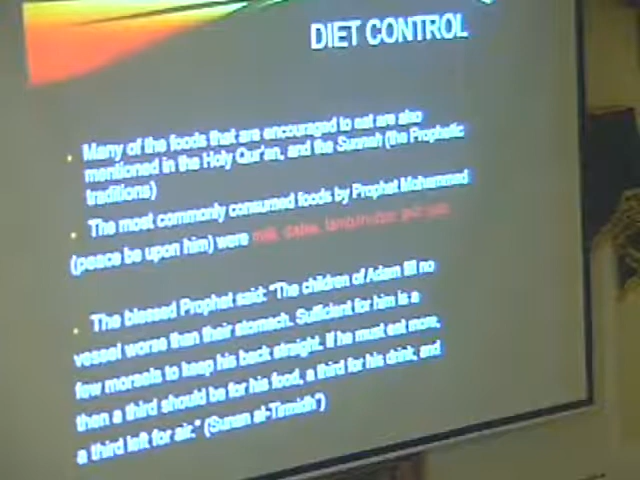 DIET CONTROL
Many of the foods that are encouraged to eat are also
mentioned in the Holy Qur'an, and the Sunnah (the Prophetic
traditions)
The most commonly consumed foods by Prophet Mohammed
(peace be upon him) were milk, dates, lamb/mutton
The blessed Prophet said: "The children of Adam fill no
vessel worse than their stomach. Sufficient for him is a
few morsels to keep his back straight. If he must eat more,
then a third should be for his food, a third for his drink, and
a third left for air." (Sunan al-Tirmidh")